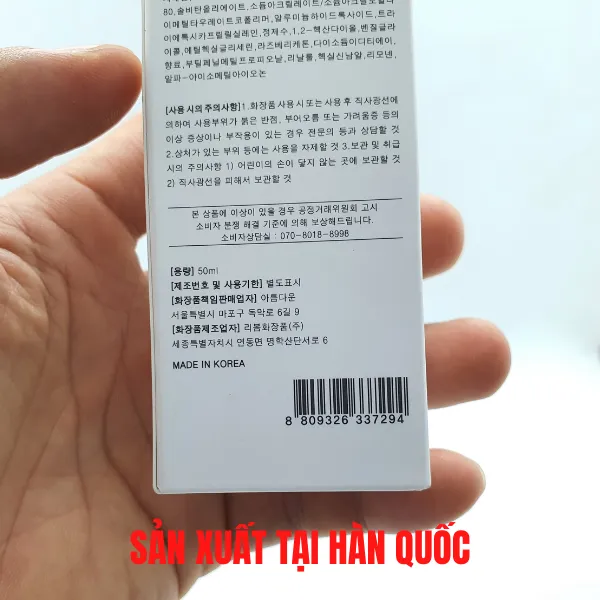 80,솔비탄올리에이트,소듐아크릴레이트/소듐아크릴로일다
이메틸타우레이트코폴리머,알루미늄하이드록사이드,트라
이에톡시카프릴릴실레인,정제수,1,2-헥산다이올,벤질글라
이콜,에틸헥실글리세린,라즈베리케톤,다이소듐이디티에이,
향료,부틸페닐메틸프로피오날,리날룰,헥실신남알,리모넨,
알파-아이소메틸아이오논
[사용 시의 주의사항]1.화장품 사용 시 또는 사용 후 직사광선에
의하여 사용부위가 붉은 반점, 부어오름 또는 가려움증 등의
이상 증상이나 부작용이 있는 경우 전문의 등과 상담할 것
2.상처가 있는 부위 등에는 사용을 자제할 것 3.보관 및 취급
시의 주의사항 1) 어린이의 손이 닿지 않는 곳에 보관할 것
2) 직사광선을 피해서 보관할 것
본 상품에 이상이 있을 경우 공정거래위원회 고시
소비자 분쟁 해결 기준에 의해 보상해드립니다.
소비자상담실 : 070-8018-8998
[용량] 50ml
[제조번호 및 사용기한] 별도표시
[화장품책임판매업자] 아름다운
서울특별시 마포구 독막로 6길 9
[화장품제조업자] 리봄화장품(주)
세종특별자치시 연동면 명학산단서로 6
MADE IN KOREA
8 809326 337294
SẢN XUẤT TẠI HÀN QUỐC